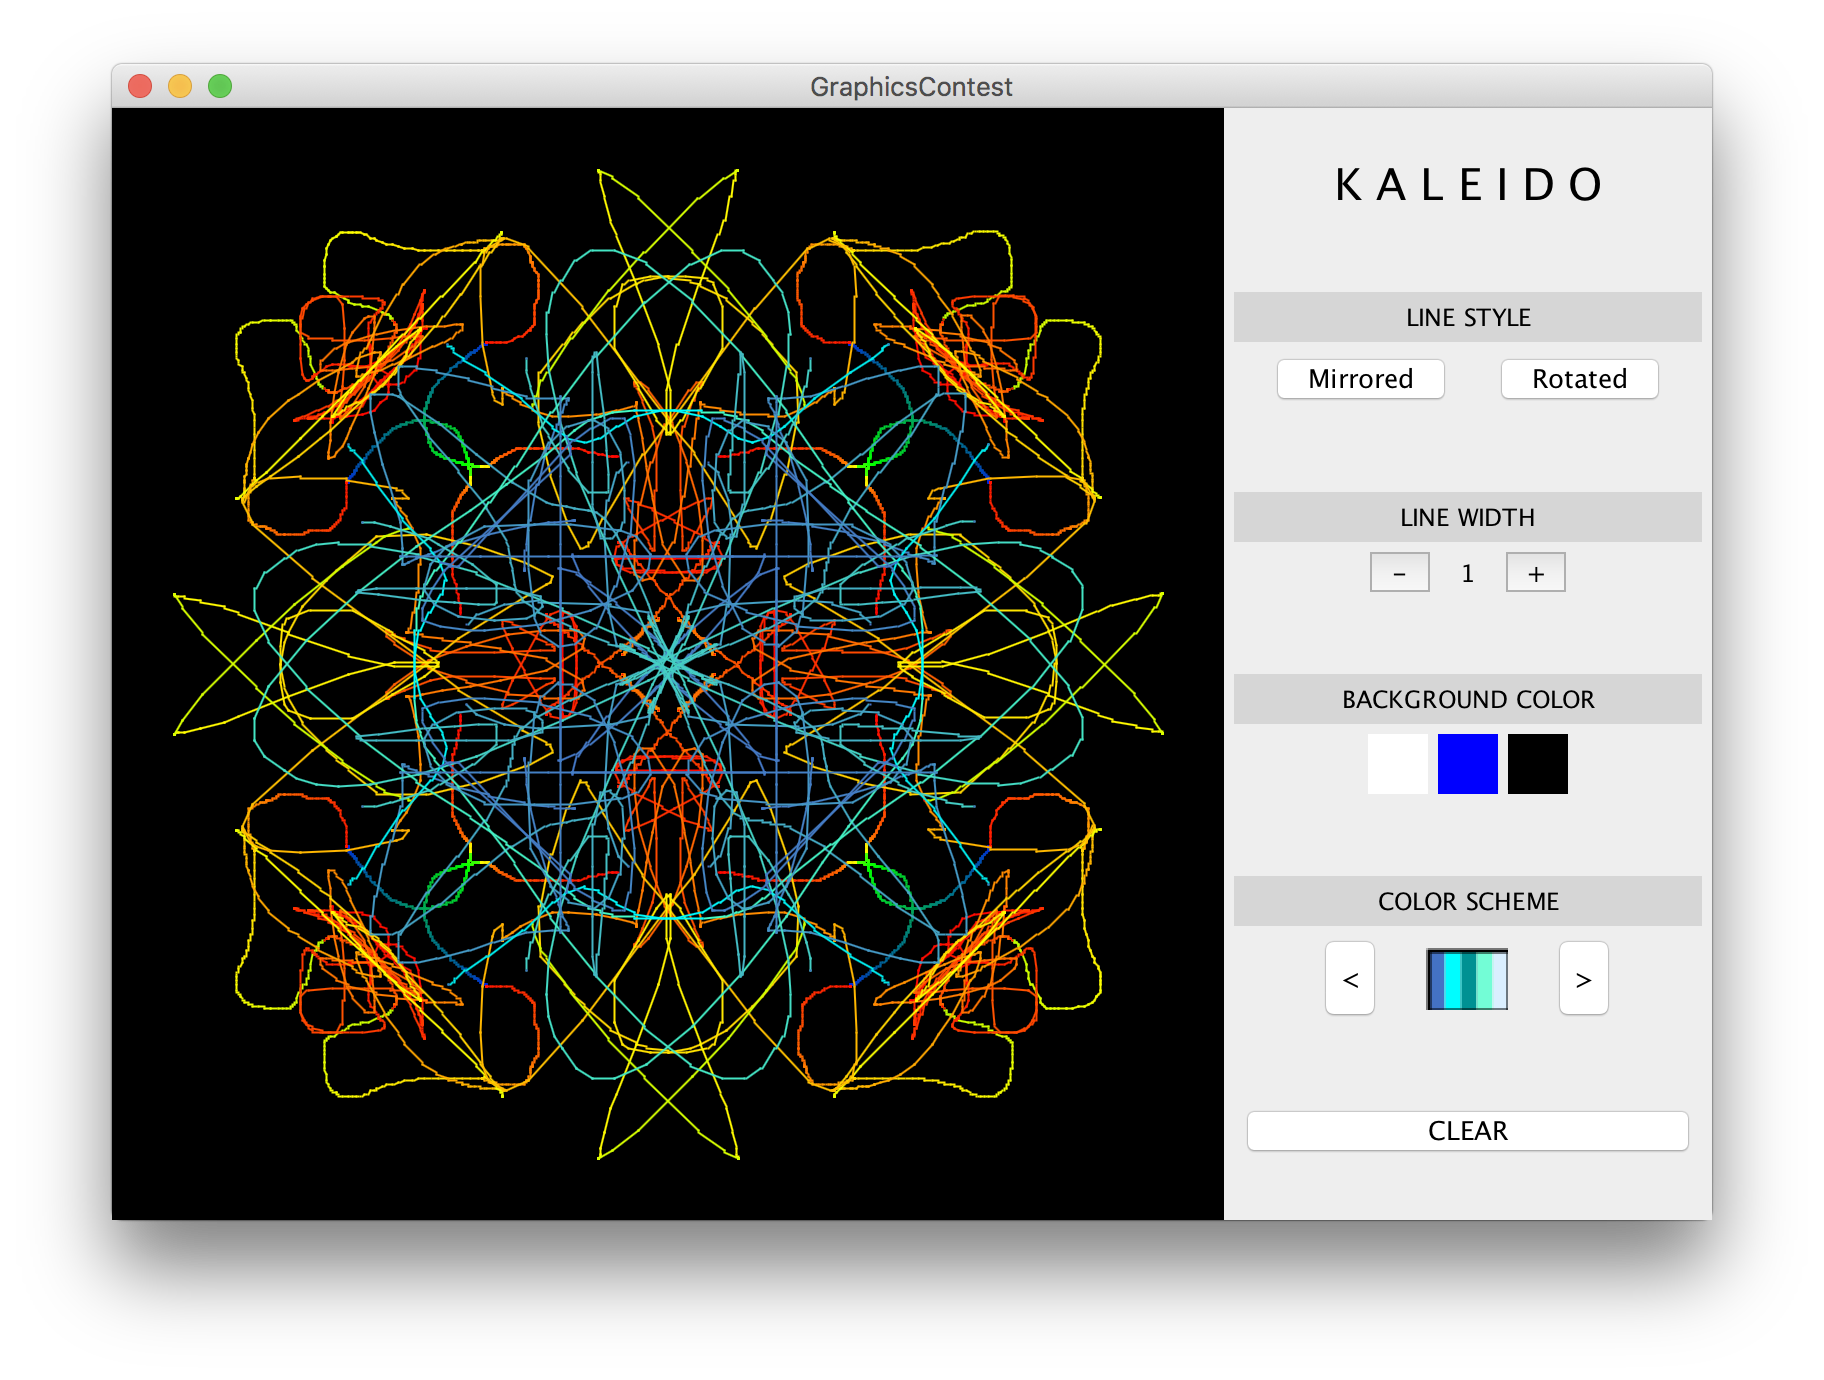 GraphicsContest
KALEIDO
LINE STYLE
Mirrored Rotated
LINE WIDTH
- 1 +
BACKGROUND COLOR
COLOR SCHEME
< >
CLEAR